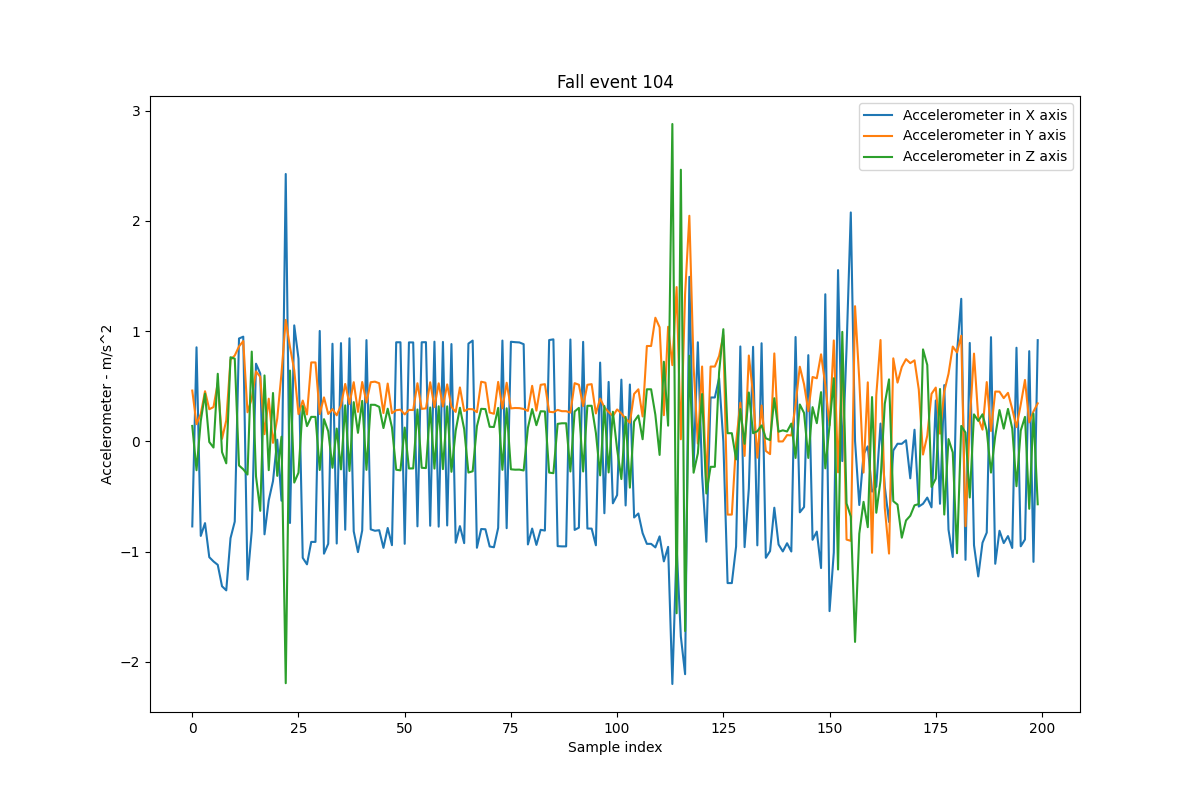 Fall event 104
Accelerometer in X axis
Accelerometer in Y axis
Accelerometer in Z axis
3
2
1
0
−1
−2
Accelerometer - m/s^2
0 25 50 75 100 125 150 175 200
Sample index